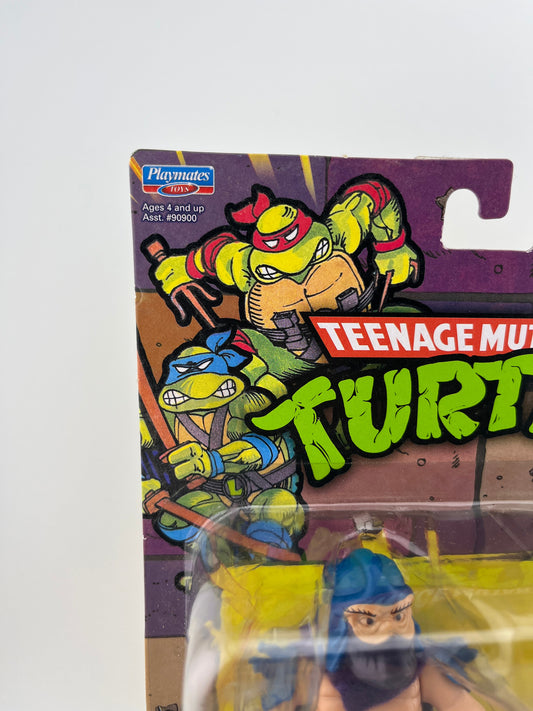 Playmates
TOYS
Ages 4 and up
Asst. #90900
TEENAGE MUT
TURT
L